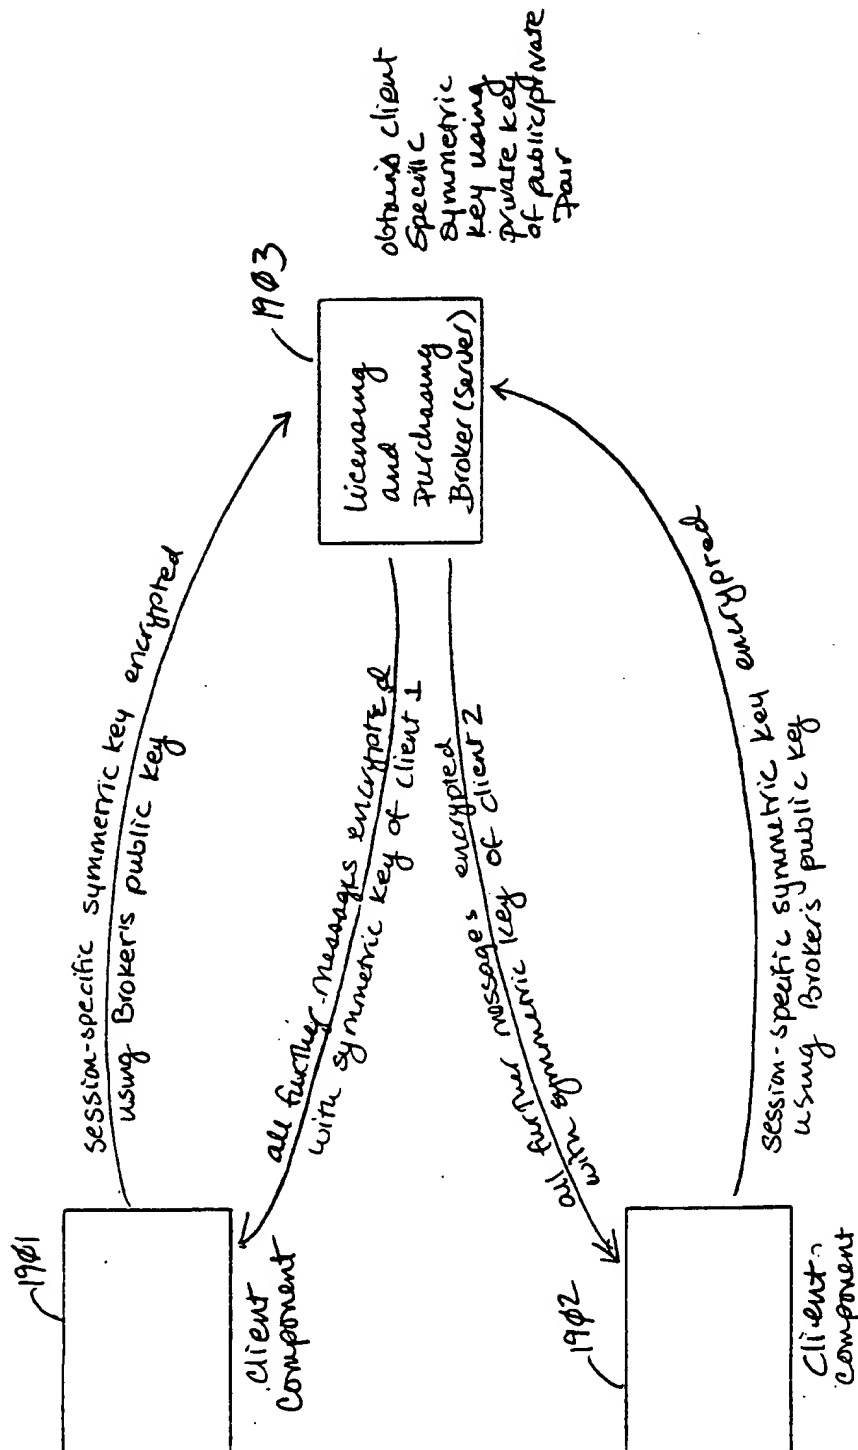 1901
client
component
session-specific symmetric key encrypted
using Broker's public key
all further messages encrypted
with symmetric key of client 1
1903
Licensing
and
Purchasing
Broker (Server)
obtains client
specific
symmetric
key using
private key
of public/private
Pair
all further messages encrypted
with symmetric key of client 2
1902
Client
component
session-specific symmetric key encrypted
using Broker's public key